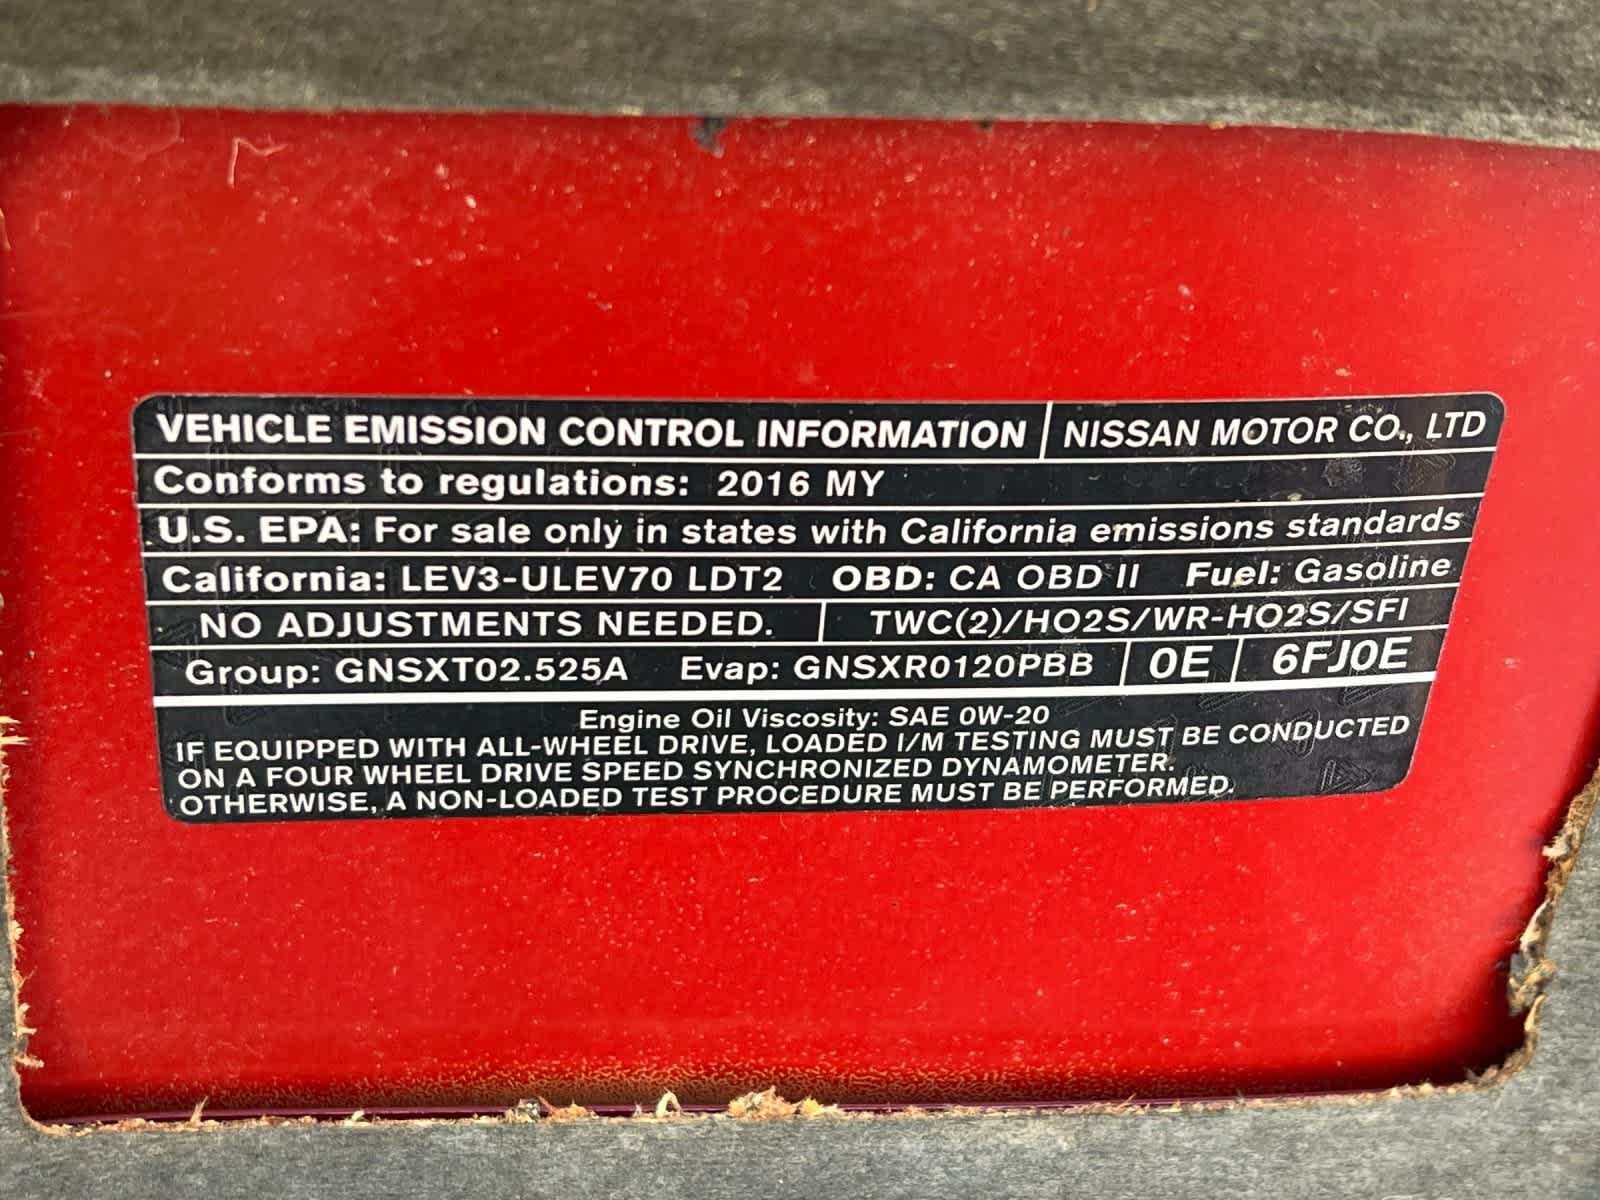 VEHICLE EMISSION CONTROL INFORMATION NISSAN MOTOR CO., LTD
Conforms to regulations: 2016 MY
U.S. EPA: For sale only in states with California emissions standards
California: LEV3-ULEV70 LDT2 OBD: CA OBD II Fuel: Gasoline
NO ADJUSTMENTS NEEDED. TWC(2)/HO2S/WR-HO2S/SFI
Group: GNSXT02.525A Evap: GNSXR0120PBB 0E 6FJ0E
Engine Oil Viscosity: SAE 0W-20
IF EQUIPPED WITH ALL-WHEEL DRIVE, LOADED I/M TESTING MUST BE CONDUCTED
ON A FOUR WHEEL DRIVE SPEED SYNCHRONIZED DYNAMOMETER.
OTHERWISE, A NON-LOADED TEST PROCEDURE MUST BE PERFORMED.